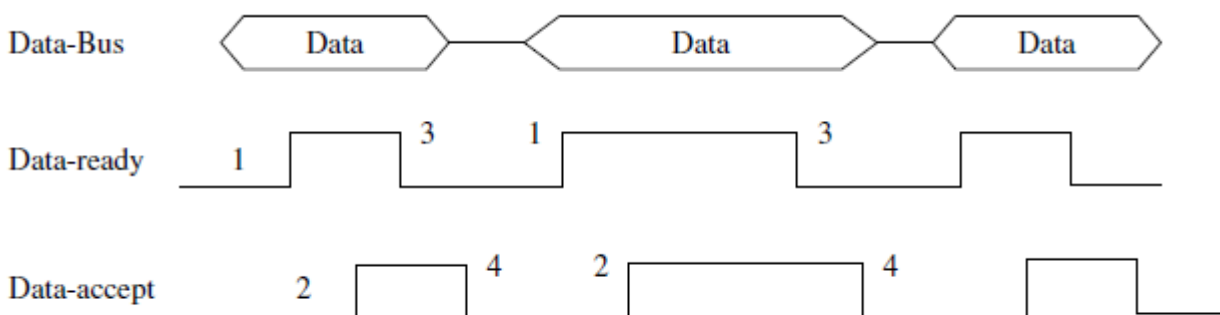 Data-Bus Data Data Data
Data-ready 1 3 1 3
Data-accept 2 4 2 4